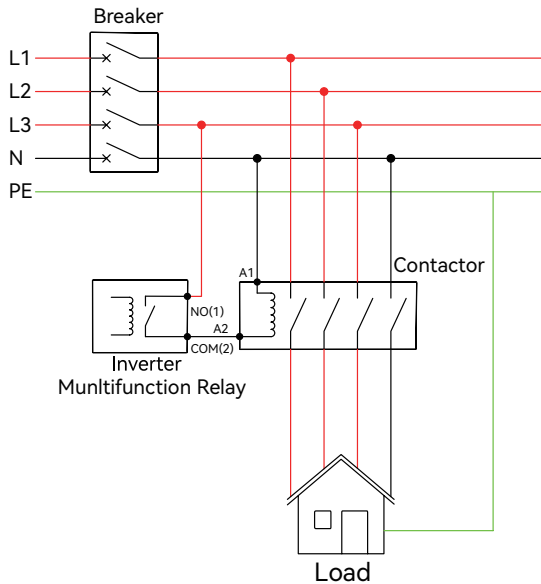 Breaker
L1
L2
L3
N
PE
A1
Contactor
NO(1)
A2
COM(2)
Inverter
Munltifunction Relay
Load